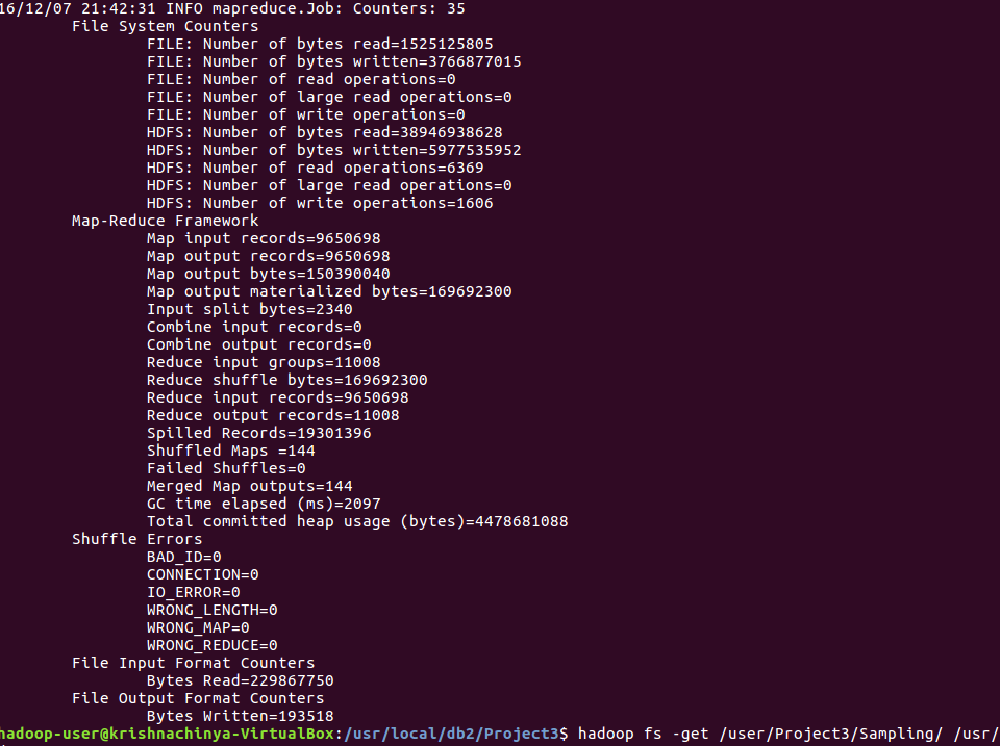 16/12/07 21:42:31 INFO mapreduce.Job: Counters: 35
File System Counters
FILE: Number of bytes read=1525125805
FILE: Number of bytes written=3766877015
FILE: Number of read operations=0
FILE: Number of large read operations=0
FILE: Number of write operations=0
HDFS: Number of bytes read=38946938628
HDFS: Number of bytes written=5977535952
HDFS: Number of read operations=6369
HDFS: Number of large read operations=0
HDFS: Number of write operations=1606
Map-Reduce Framework
Map input records=9650698
Map output records=9650698
Map output bytes=150390040
Map output materialized bytes=169692300
Input split bytes=2340
Combine input records=0
Combine output records=0
Reduce input groups=11008
Reduce shuffle bytes=169692300
Reduce input records=9650698
Reduce output records=11008
Spilled Records=19301396
Shuffled Maps =144
Failed Shuffles=0
Merged Map outputs=144
GC time elapsed (ms)=2097
Total committed heap usage (bytes)=4478681088
Shuffle Errors
BAD_ID=0
CONNECTION=0
IO_ERROR=0
WRONG_LENGTH=0
WRONG_MAP=0
WRONG_REDUCE=0
File Input Format Counters
Bytes Read=229867750
File Output Format Counters
Bytes Written=193518
hadoop-user@krishnachinya-VirtualBox:/usr/local/db2/Project3$ hadoop fs -get /user/Project3/Sampling/ /usr/